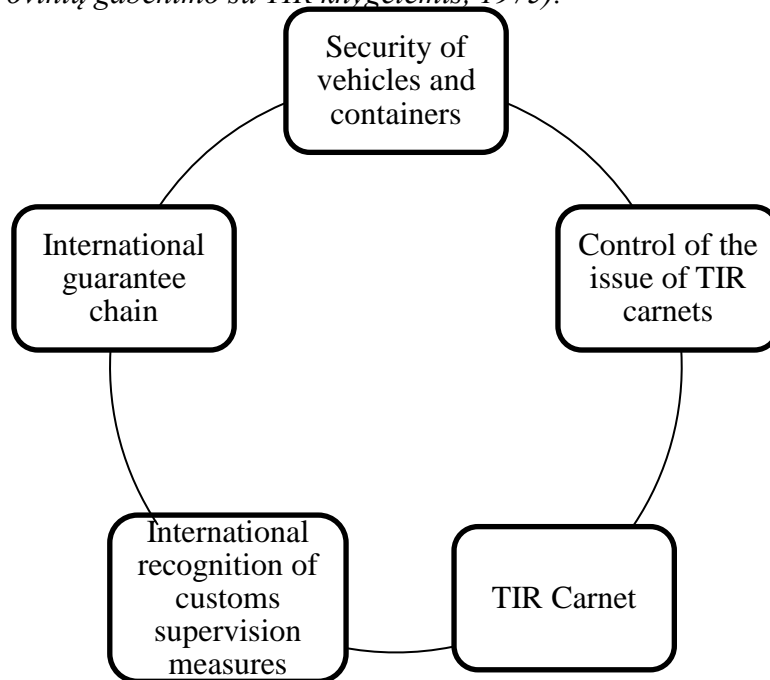 ovinių gabenimo su TIR knygelėmis, 1975).
Security of
vehicles and
containers
International
guarantee
chain
Control of the
issue of TIR
carnets
International
recognition of
customs
supervision
measures
TIR Carnet